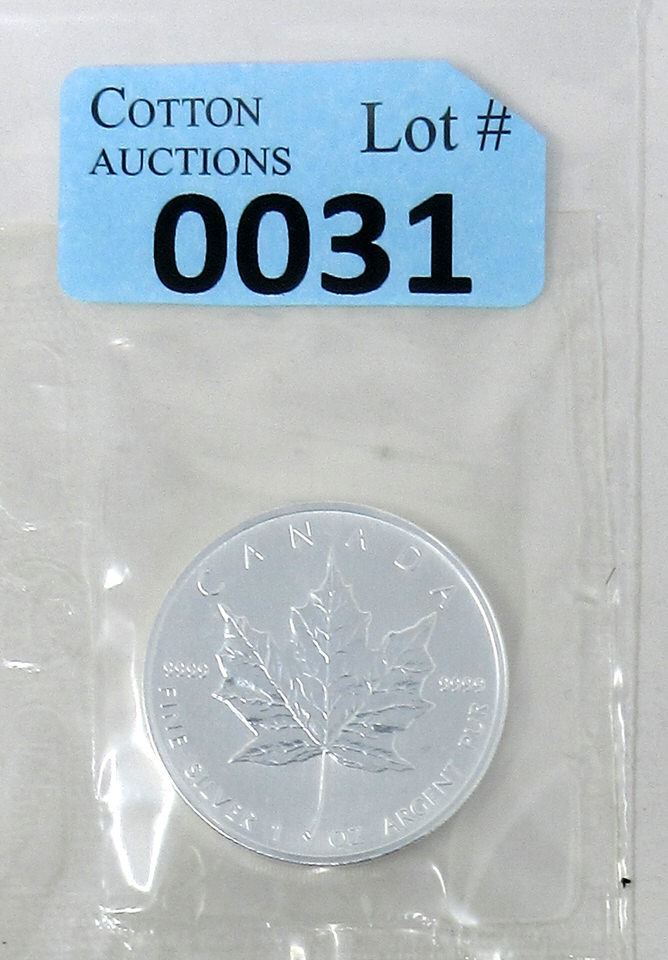 COTTON
AUCTIONS
Lot #
0031
CANADA
9999 9999
FINE SILVER 1 OZ ARGENT PUR